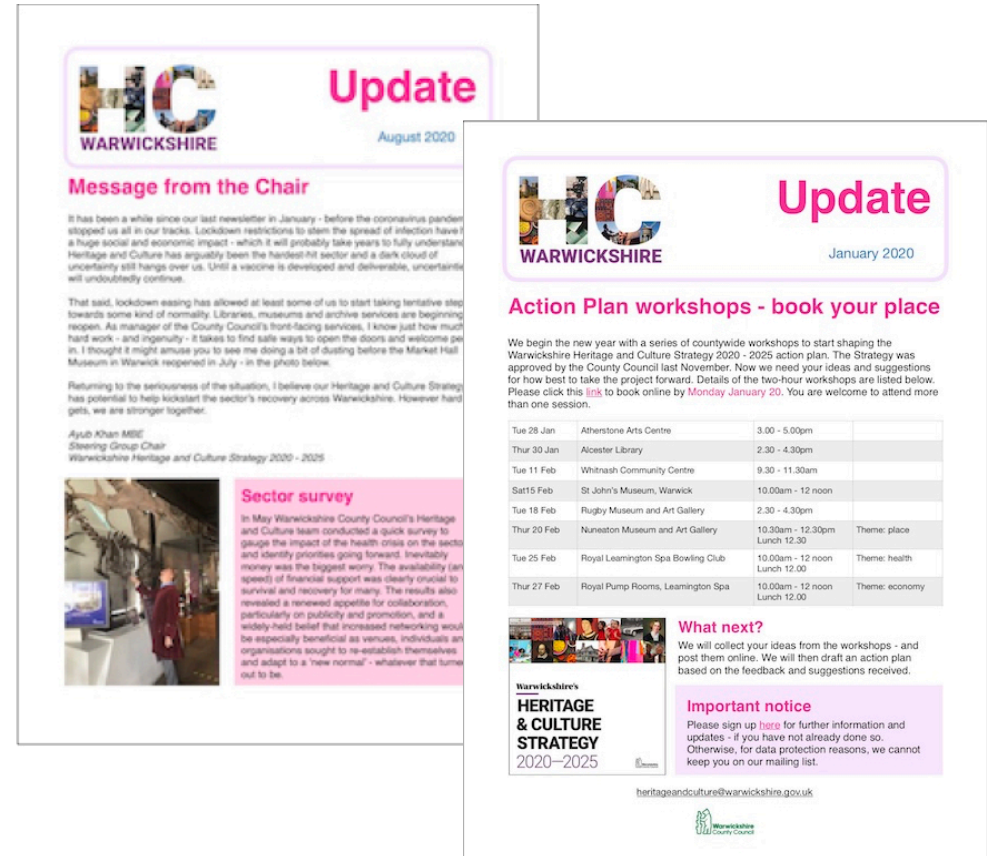 HC
WARWICKSHIRE
Update
August 2020
Message from the Chair
It has been a while since our last newsletter in January - before the coronavirus pandem
stopped us all in our tracks. Lockdown restrictions to stem the spread of infection have
a huge social and economic impact - which it will probably take years to fully understan
Heritage and Culture has arguably been the hardest-hit sector and a dark cloud of
uncertainty still hangs over us. Until a vaccine is developed and deliverable, uncertaintie
will undoubtedly continue.
That said, lockdown easing has allowed at least some of us to start taking tentative step
towards some kind of normality. Libraries, museums and archive services are beginning
reopen. As manager of the County Council's front-facing services, I know just how much
hard work - and ingenuity - it takes to find safe ways to open the doors and welcome pe
in. I thought it might amuse you to see me doing a bit of dusting before the Market Hall
Museum in Warwick reopened in July - in the photo below.
Returning to the seriousness of the situation, I believe our Heritage and Culture Strateg
has potential to help kickstart the sector's recovery across Warwickshire. However hard
gets, we are stronger together.
Ayub Khan MBE
Steering Group Chair
Warwickshire Heritage and Culture Strategy 2020 - 2025
Sector survey
In May Warwickshire County Council's Heritage
and Culture team conducted a quick survey to
gauge the impact of the health crisis on the secto
and identify priorities going forward. Inevitably
money was the biggest worry. The availability (an
speed) of financial support was clearly crucial to
survival and recovery for many. The results also
revealed a renewed appetite for collaboration,
particularly on publicity and promotion, and a
widely-held belief that increased networking woul
be especially beneficial as venues, individuals an
organisations sought to re-establish themselves
and adapt to a 'new normal' - whatever that turne
out to be.
HC
WARWICKSHIRE
Update
January 2020
Action Plan workshops - book your place
We begin the new year with a series of countywide workshops to start shaping the
Warwickshire Heritage and Culture Strategy 2020 - 2025 action plan. The Strategy was
approved by the County Council last November. Now we need your ideas and suggestions
for how best to take the project forward. Details of the two-hour workshops are listed below.
Please click this link to book online by Monday January 20. You are welcome to attend more
than one session.
Tue 28 Jan Atherstone Arts Centre 3.00 - 5.00pm
Thur 30 Jan Alcester Library 2.30 - 4.30pm
Tue 11 Feb Whitnash Community Centre 9.30 - 11.30am
Sat15 Feb St John's Museum, Warwick 10.00am - 12 noon
Tue 18 Feb Rugby Museum and Art Gallery 2.30 - 4.30pm
Thur 20 Feb Nuneaton Museum and Art Gallery 10.30am - 12.30pm Theme: place
Lunch 12.30
Tue 25 Feb Royal Leamington Spa Bowling Club 10.00am - 12 noon Theme: health
Lunch 12.00
Thur 27 Feb Royal Pump Rooms, Leamington Spa 10.00am - 12 noon Theme: economy
Lunch 12.00
Warwickshire's
HERITAGE
& CULTURE
STRATEGY
2020—2025
What next?
We will collect your ideas from the workshops - and
post them online. We will then draft an action plan
based on the feedback and suggestions received.
Important notice
Please sign up here for further information and
updates - if you have not already done so.
Otherwise, for data protection reasons, we cannot
keep you on our mailing list.
heritageandculture@warwickshire.gov.uk
Warwickshire
County Council